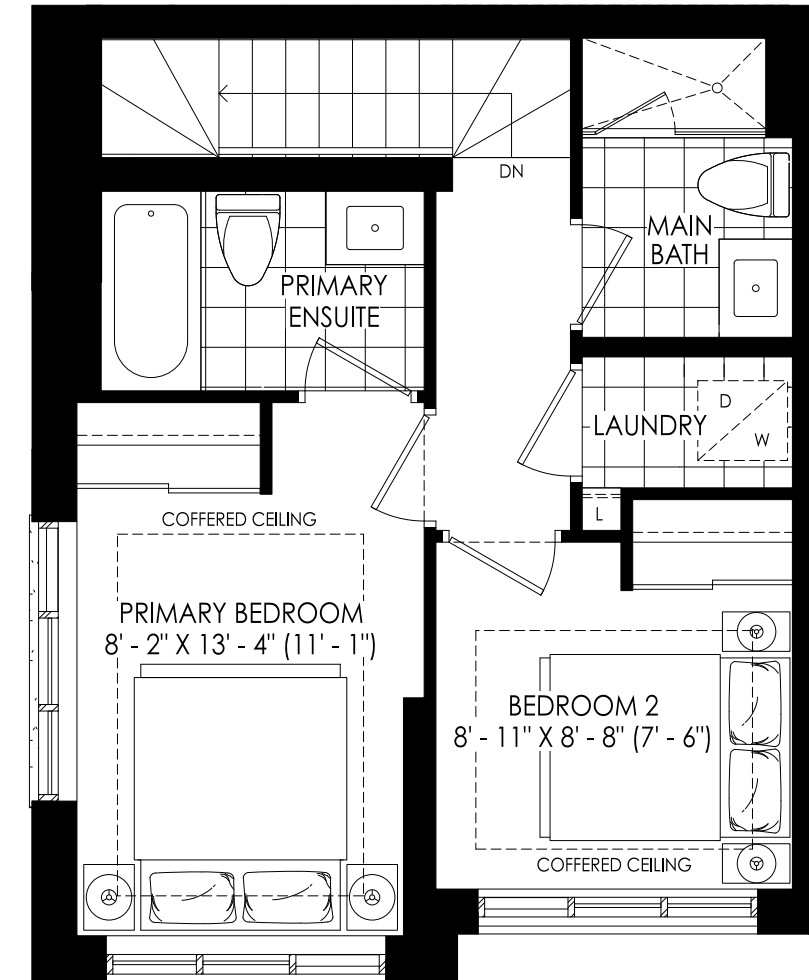 DN
MAIN
BATH
PRIMARY
ENSUITE
D
LAUNDRY
W
L
COFFERED CEILING
PRIMARY BEDROOM
8' - 2" X 13' - 4" (11' - 1")
BEDROOM 2
8' - 11" X 8' - 8" (7' - 6")
COFFERED CEILING